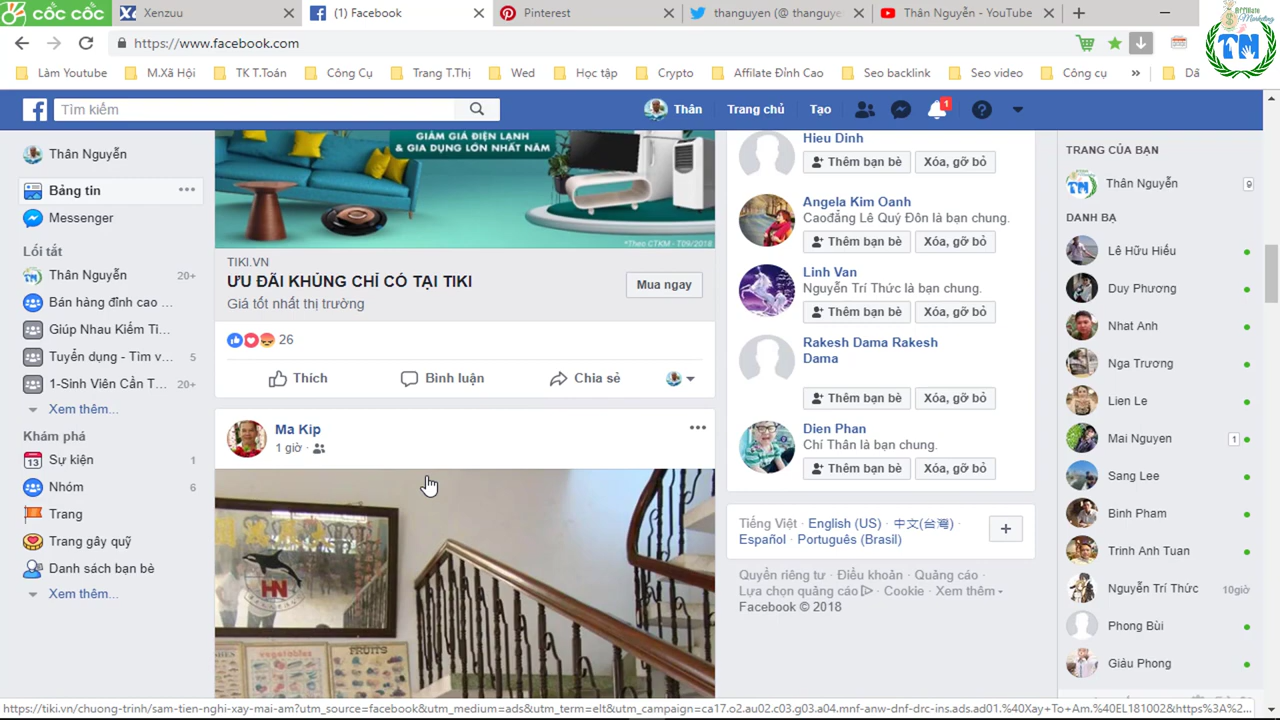 cốc cốc
Xenzuu
(1) Facebook
Pinterest
thanguyen (@ thanguye
Thân Nguyễn - YouTube
Affiliate
Marketing
TN
https://www.facebook.com
Làm Youtube
M.Xã Hội
TK T.Toán
Công Cụ
Trang T.Thị
Wed
Học tập
Crypto
Affilate Đỉnh Cao
Seo backlink
Seo video
Công cụ
»
Dấ
Tìm kiếm
Thân
Trang chủ
Tạo
1
Thân Nguyễn
Bảng tin
Messenger
Lối tắt
Thân Nguyễn 20+
Bán hàng đỉnh cao ...
Giúp Nhau Kiếm Ti...
Tuyển dụng - Tìm v... 5
1-Sinh Viên Cần T... 20+
Xem thêm...
Khám phá
13 Sự kiện 1
Nhóm 6
Trang
Trang gây quỹ
Danh sách bạn bè
Xem thêm...
GIẢM GIÁ ĐIỆN LẠNH
& GIA DỤNG LỚN NHẤT NĂM
*Theo CTKM - T09/2018
TIKI.VN
ƯU ĐÃI KHỦNG CHỈ CÓ TẠI TIKI
Giá tốt nhất thị trường
Mua ngay
26
Thích
Bình luận
Chia sẻ
Ma Kip
1 giờ ·
HN
vegetables
FRUITS
Hieu Dinh
Thêm bạn bè
Xóa, gỡ bỏ
Angela Kim Oanh
Caođẳng Lê Quý Đôn là bạn chung.
Thêm bạn bè
Xóa, gỡ bỏ
Linh Van
Nguyễn Trí Thức là bạn chung.
Thêm bạn bè
Xóa, gỡ bỏ
Rakesh Dama Rakesh
Dama
Thêm bạn bè
Xóa, gỡ bỏ
Dien Phan
Chí Thân là bạn chung.
Thêm bạn bè
Xóa, gỡ bỏ
Tiếng Việt · English (US) · 中文(台灣) ·
Español · Português (Brasil)
Quyền riêng tư · Điều khoản · Quảng cáo ·
Lựa chọn quảng cáo · Cookie · Xem thêm
Facebook © 2018
TRANG CỦA BẠN
Thân Nguyễn 9
DANH BẠ
Lê Hữu Hiếu
Duy Phương
Nhat Anh
Nga Trương
Lien Le
Mai Nguyen 1
Sang Lee
Binh Pham
Trinh Anh Tuan
Nguyễn Trí Thức 10giờ
Phong Bùi
Giàu Phong
https://tiki.vn/chuong-trinh/sam-tien-nghi-xay-mai-am?utm_source=facebook&utm_medium=ads&utm_term=elt&utm_campaign=ca17.o2.au02.c03.g03.a04.mnf-anw-dnf-drc-ins.ads.ad01.%40Xay+To+Am.%40EL181002&https%3A%2...